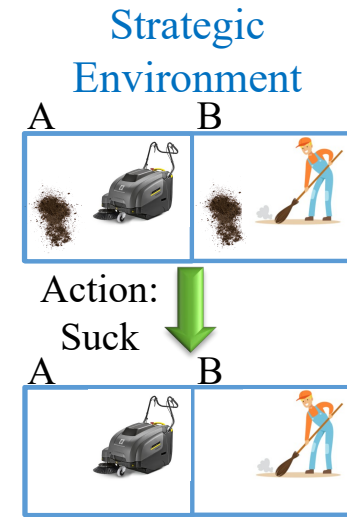 Strategic
Environment
A B
Action:
Suck
A B